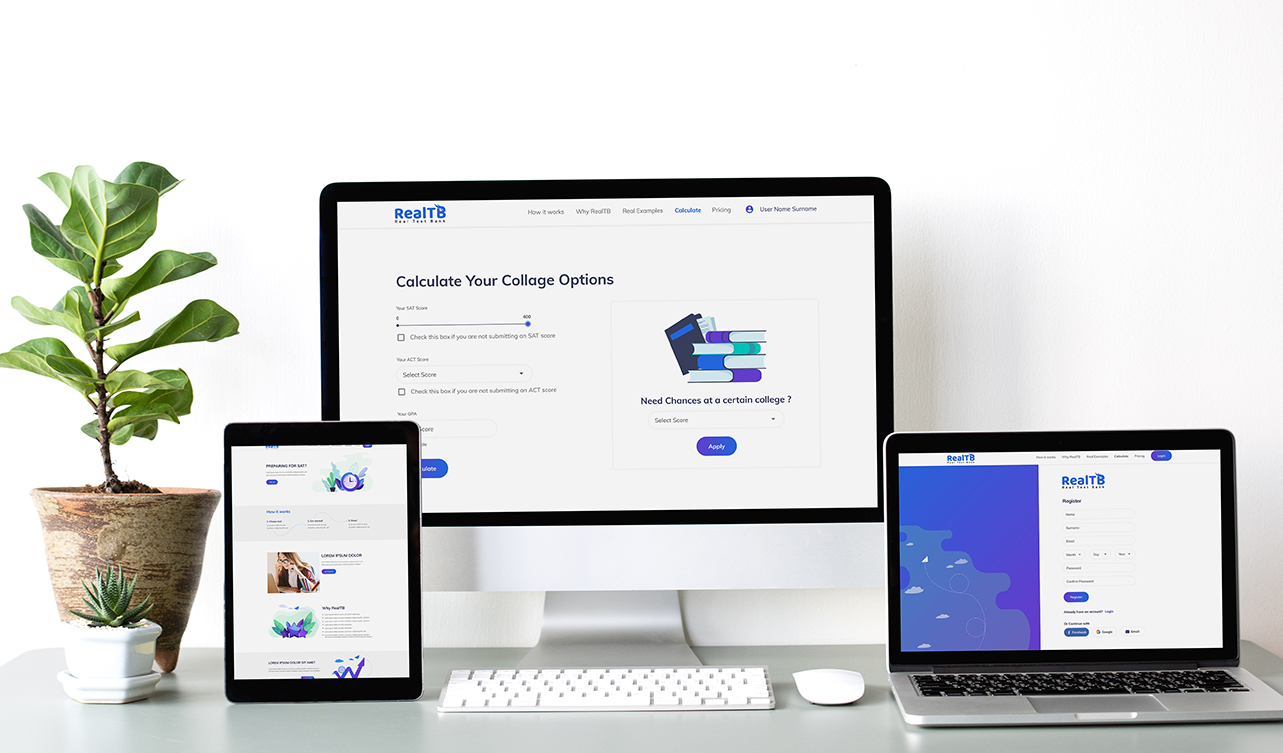 RealTB
Real Test Bank
How it works
Why RealTB
Real Examples
Calculate
Pricing
User Name Surname
Calculate Your Collage Options
Your SAT Score
400
Check this box if you are not submitting an SAT score
Your ACT Score
Select Score
Check this box if you are not submitting an ACT score
Your GPA
core
ulate
Need Chances at a certain college ?
Select Score
Apply
PREPARING FOR SAT?
How it works
LOREM IPSUM DOLOR
Why RealTB
LOREM IPSUM DOLOR SIT AMET
RealTB
Real Test Bank
How it works
Why RealTB
Real Examples
Calculate
Pricing
Login
RealTB
Real Test Bank
Register
Name
Surname
Email
Month
Day
Year
Password
Confirm Password
Register
Already have an account? Login
Or Continue with
Facebook
Google
Email